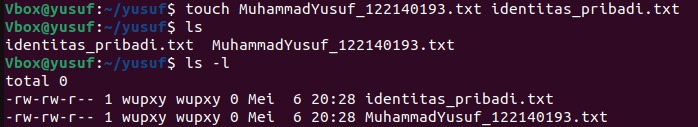 Vbox@yusuf:~/yusuf$ touch MuhammadYusuf_122140193.txt identitas_pribadi.txt
Vbox@yusuf:~/yusuf$ ls
identitas_pribadi.txt  MuhammadYusuf_122140193.txt
Vbox@yusuf:~/yusuf$ ls -l
total 0
-rw-rw-r-- 1 wupxy wupxy 0 Mei  6 20:28 identitas_pribadi.txt
-rw-rw-r-- 1 wupxy wupxy 0 Mei  6 20:28 MuhammadYusuf_122140193.txt